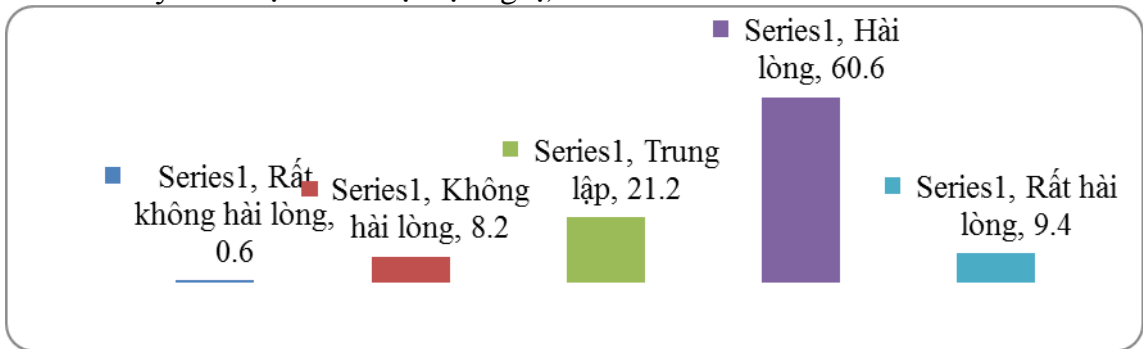 Series1, Rất
không hài lòng,
0.6
Series1, Không
hài lòng, 8.2
Series1, Trung
lập, 21.2
Series1, Hài
lòng, 60.6
Series1, Rất hài
lòng, 9.4